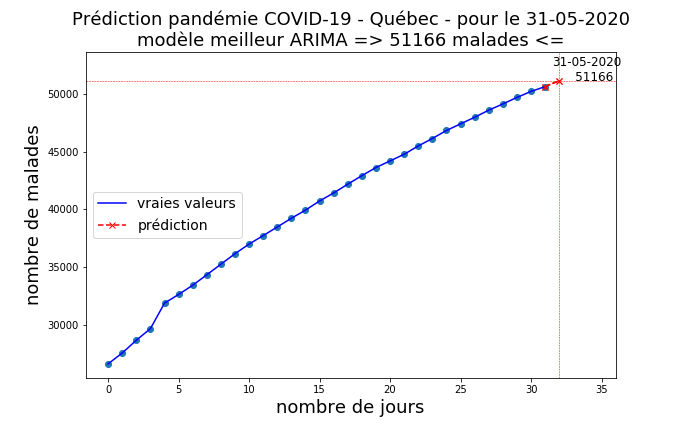 Prédiction pandémie COVID-19 - Québec - pour le 31-05-2020
modèle meilleur ARIMA => 51166 malades <=
31-05-2020
51166
50000
45000
40000
35000
30000
nombre de malades
vraies valeurs
prédiction
0 5 10 15 20 25 30 35
nombre de jours